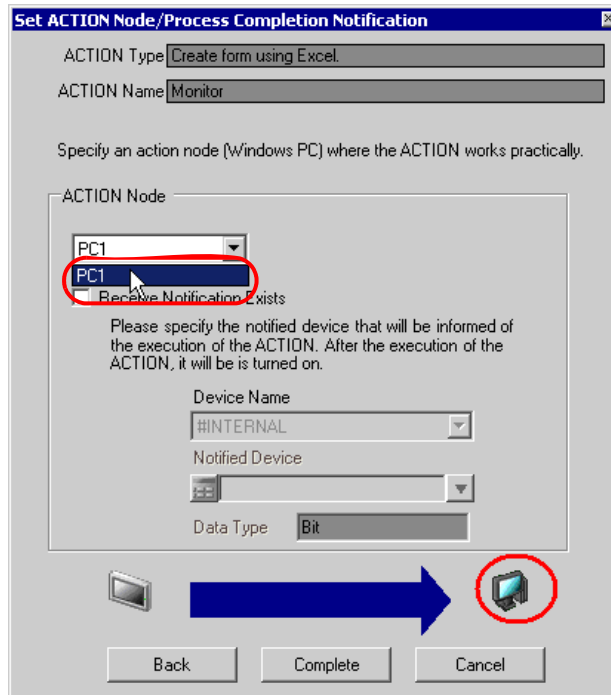 Set ACTION Node/Process Completion Notification
ACTION Type Create form using Excel.
ACTION Name Monitor
Specify an action node (Windows PC) where the ACTION works practically.
ACTION Node
PC1
PC1
Receive Notification Exists
Please specify the notified device that will be informed of
the execution of the ACTION. After the execution of the
ACTION, it will be is turned on.
Device Name
#INTERNAL
Notified Device
Data Type Bit
Back Complete Cancel